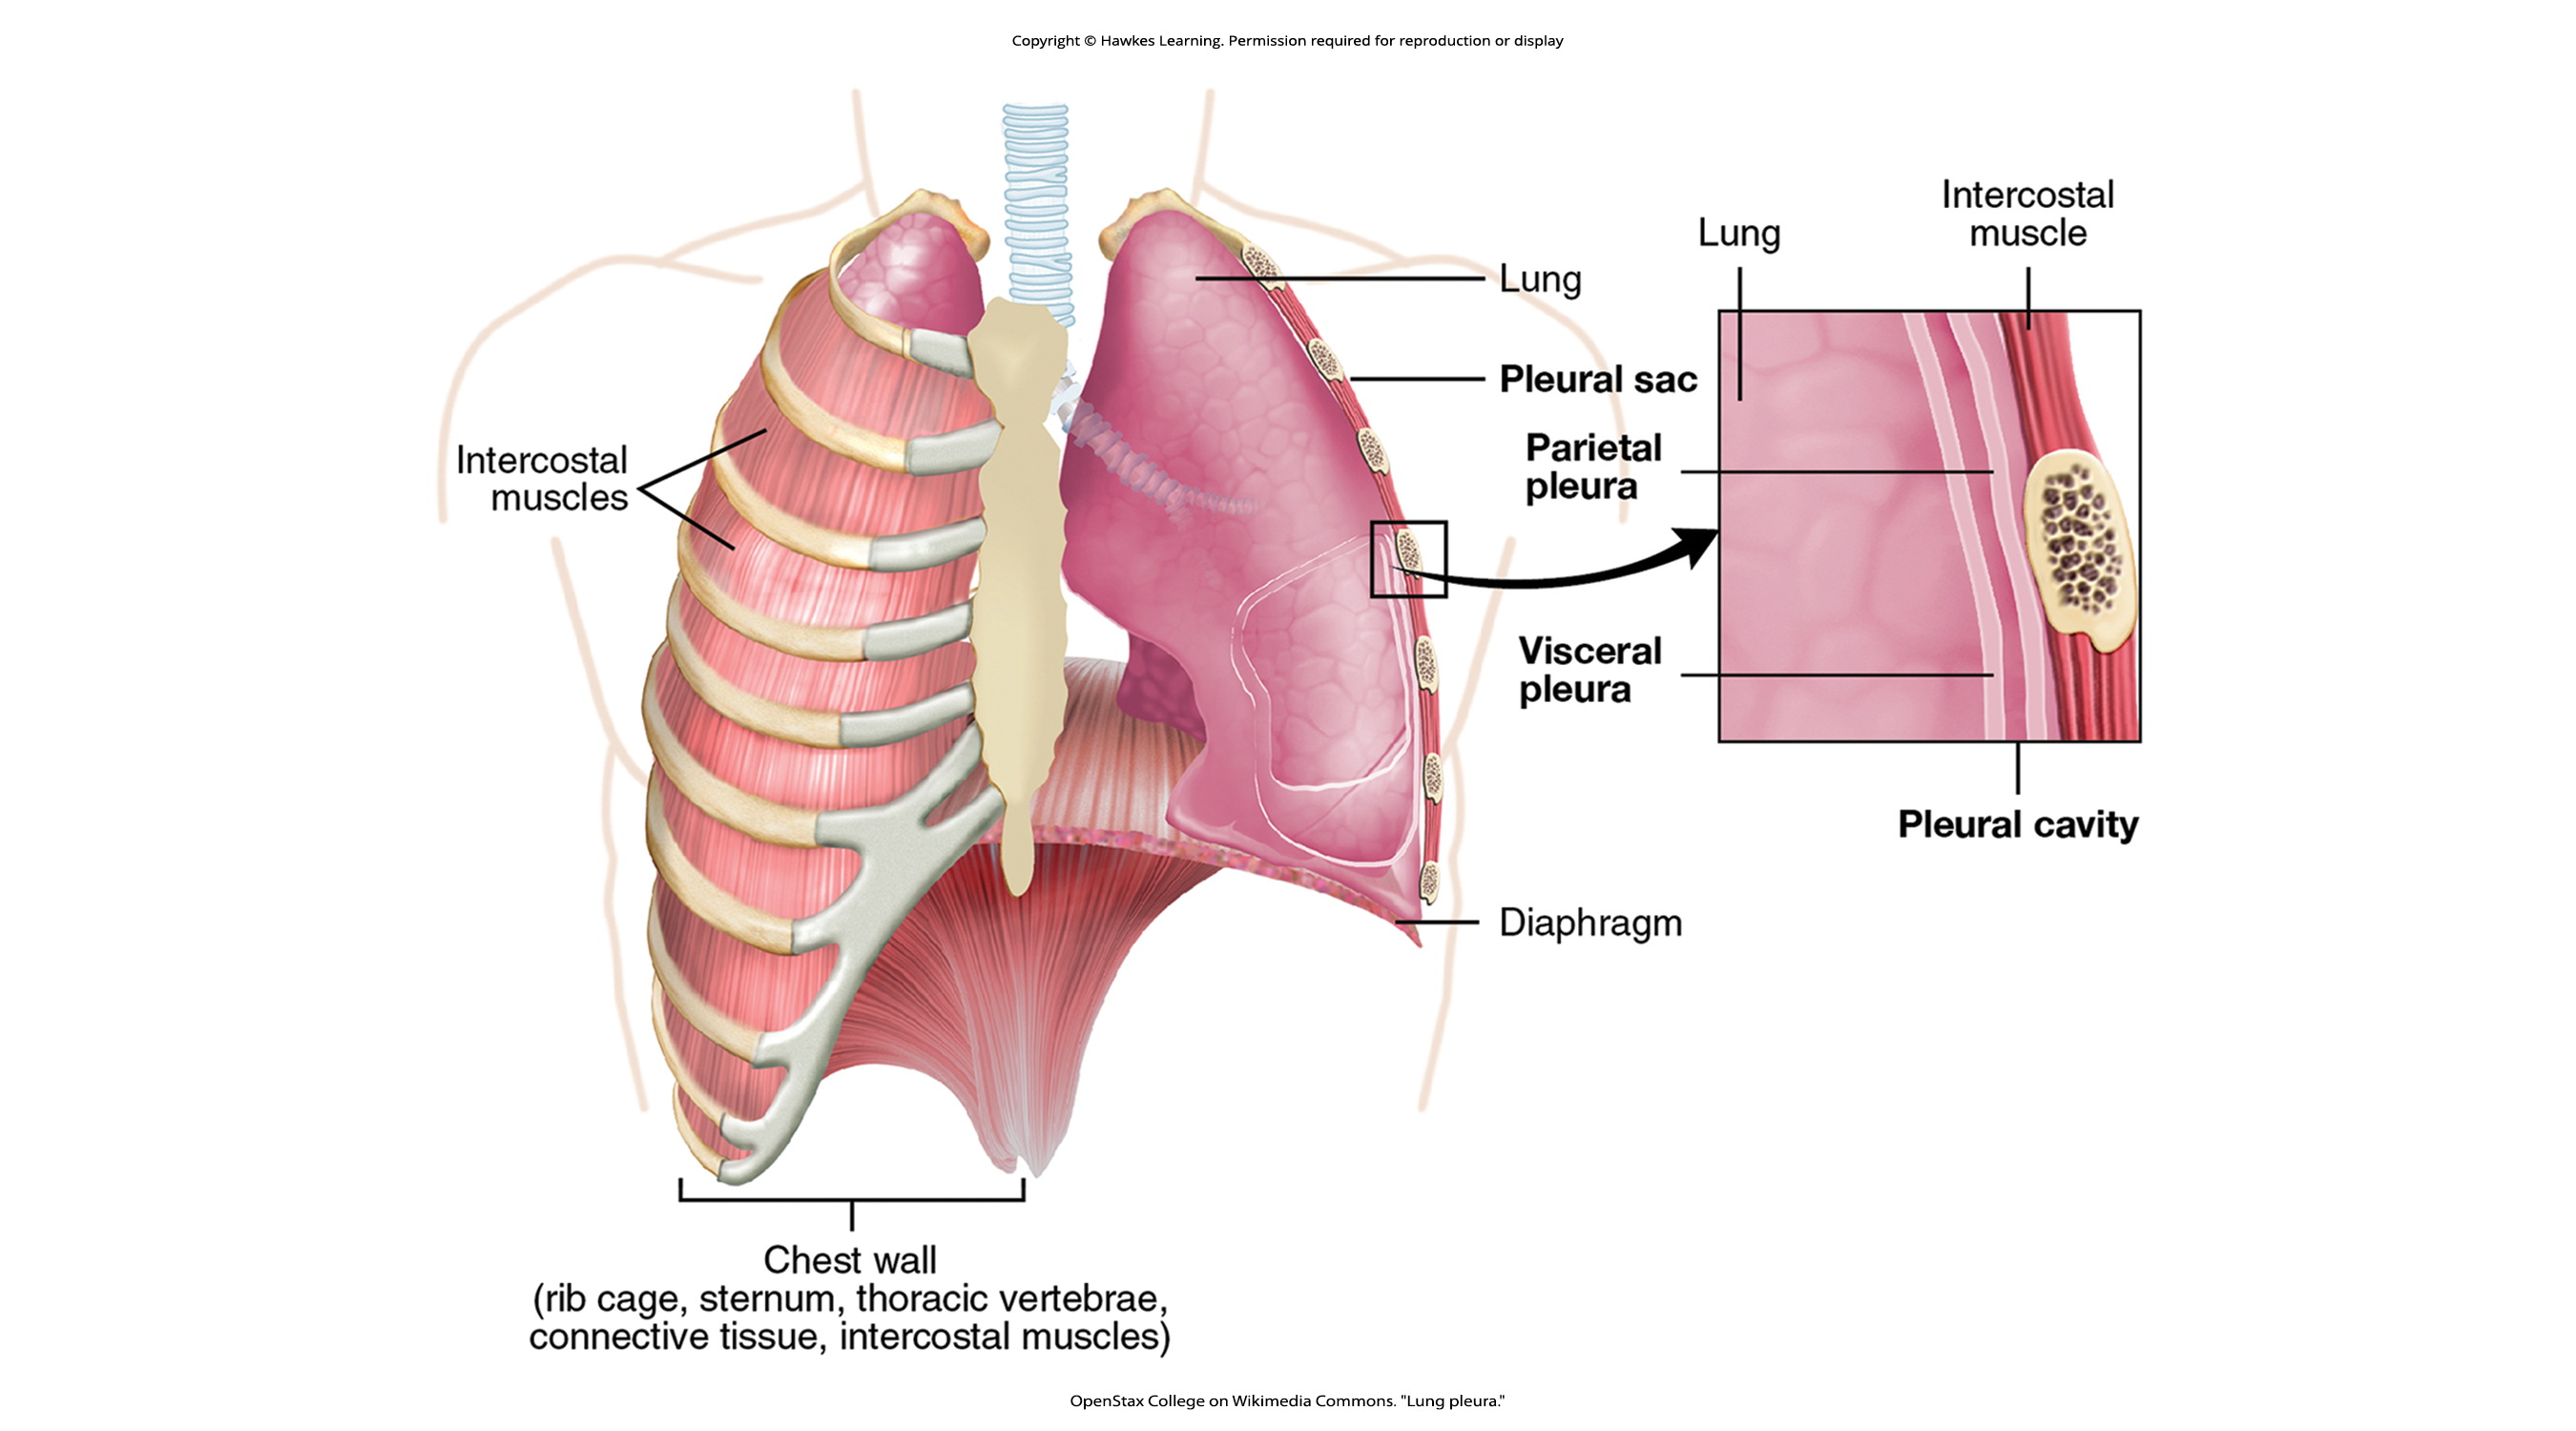 Copyright © Hawkes Learning. Permission required for reproduction or display
Intercostal
muscle
Lung
Lung
Pleural sac
Parietal
pleura
Intercostal
muscles
Visceral
pleura
Pleural cavity
Diaphragm
Chest wall
(rib cage, sternum, thoracic vertebrae,
connective tissue, intercostal muscles)
OpenStax College on Wikimedia Commons. "Lung pleura."